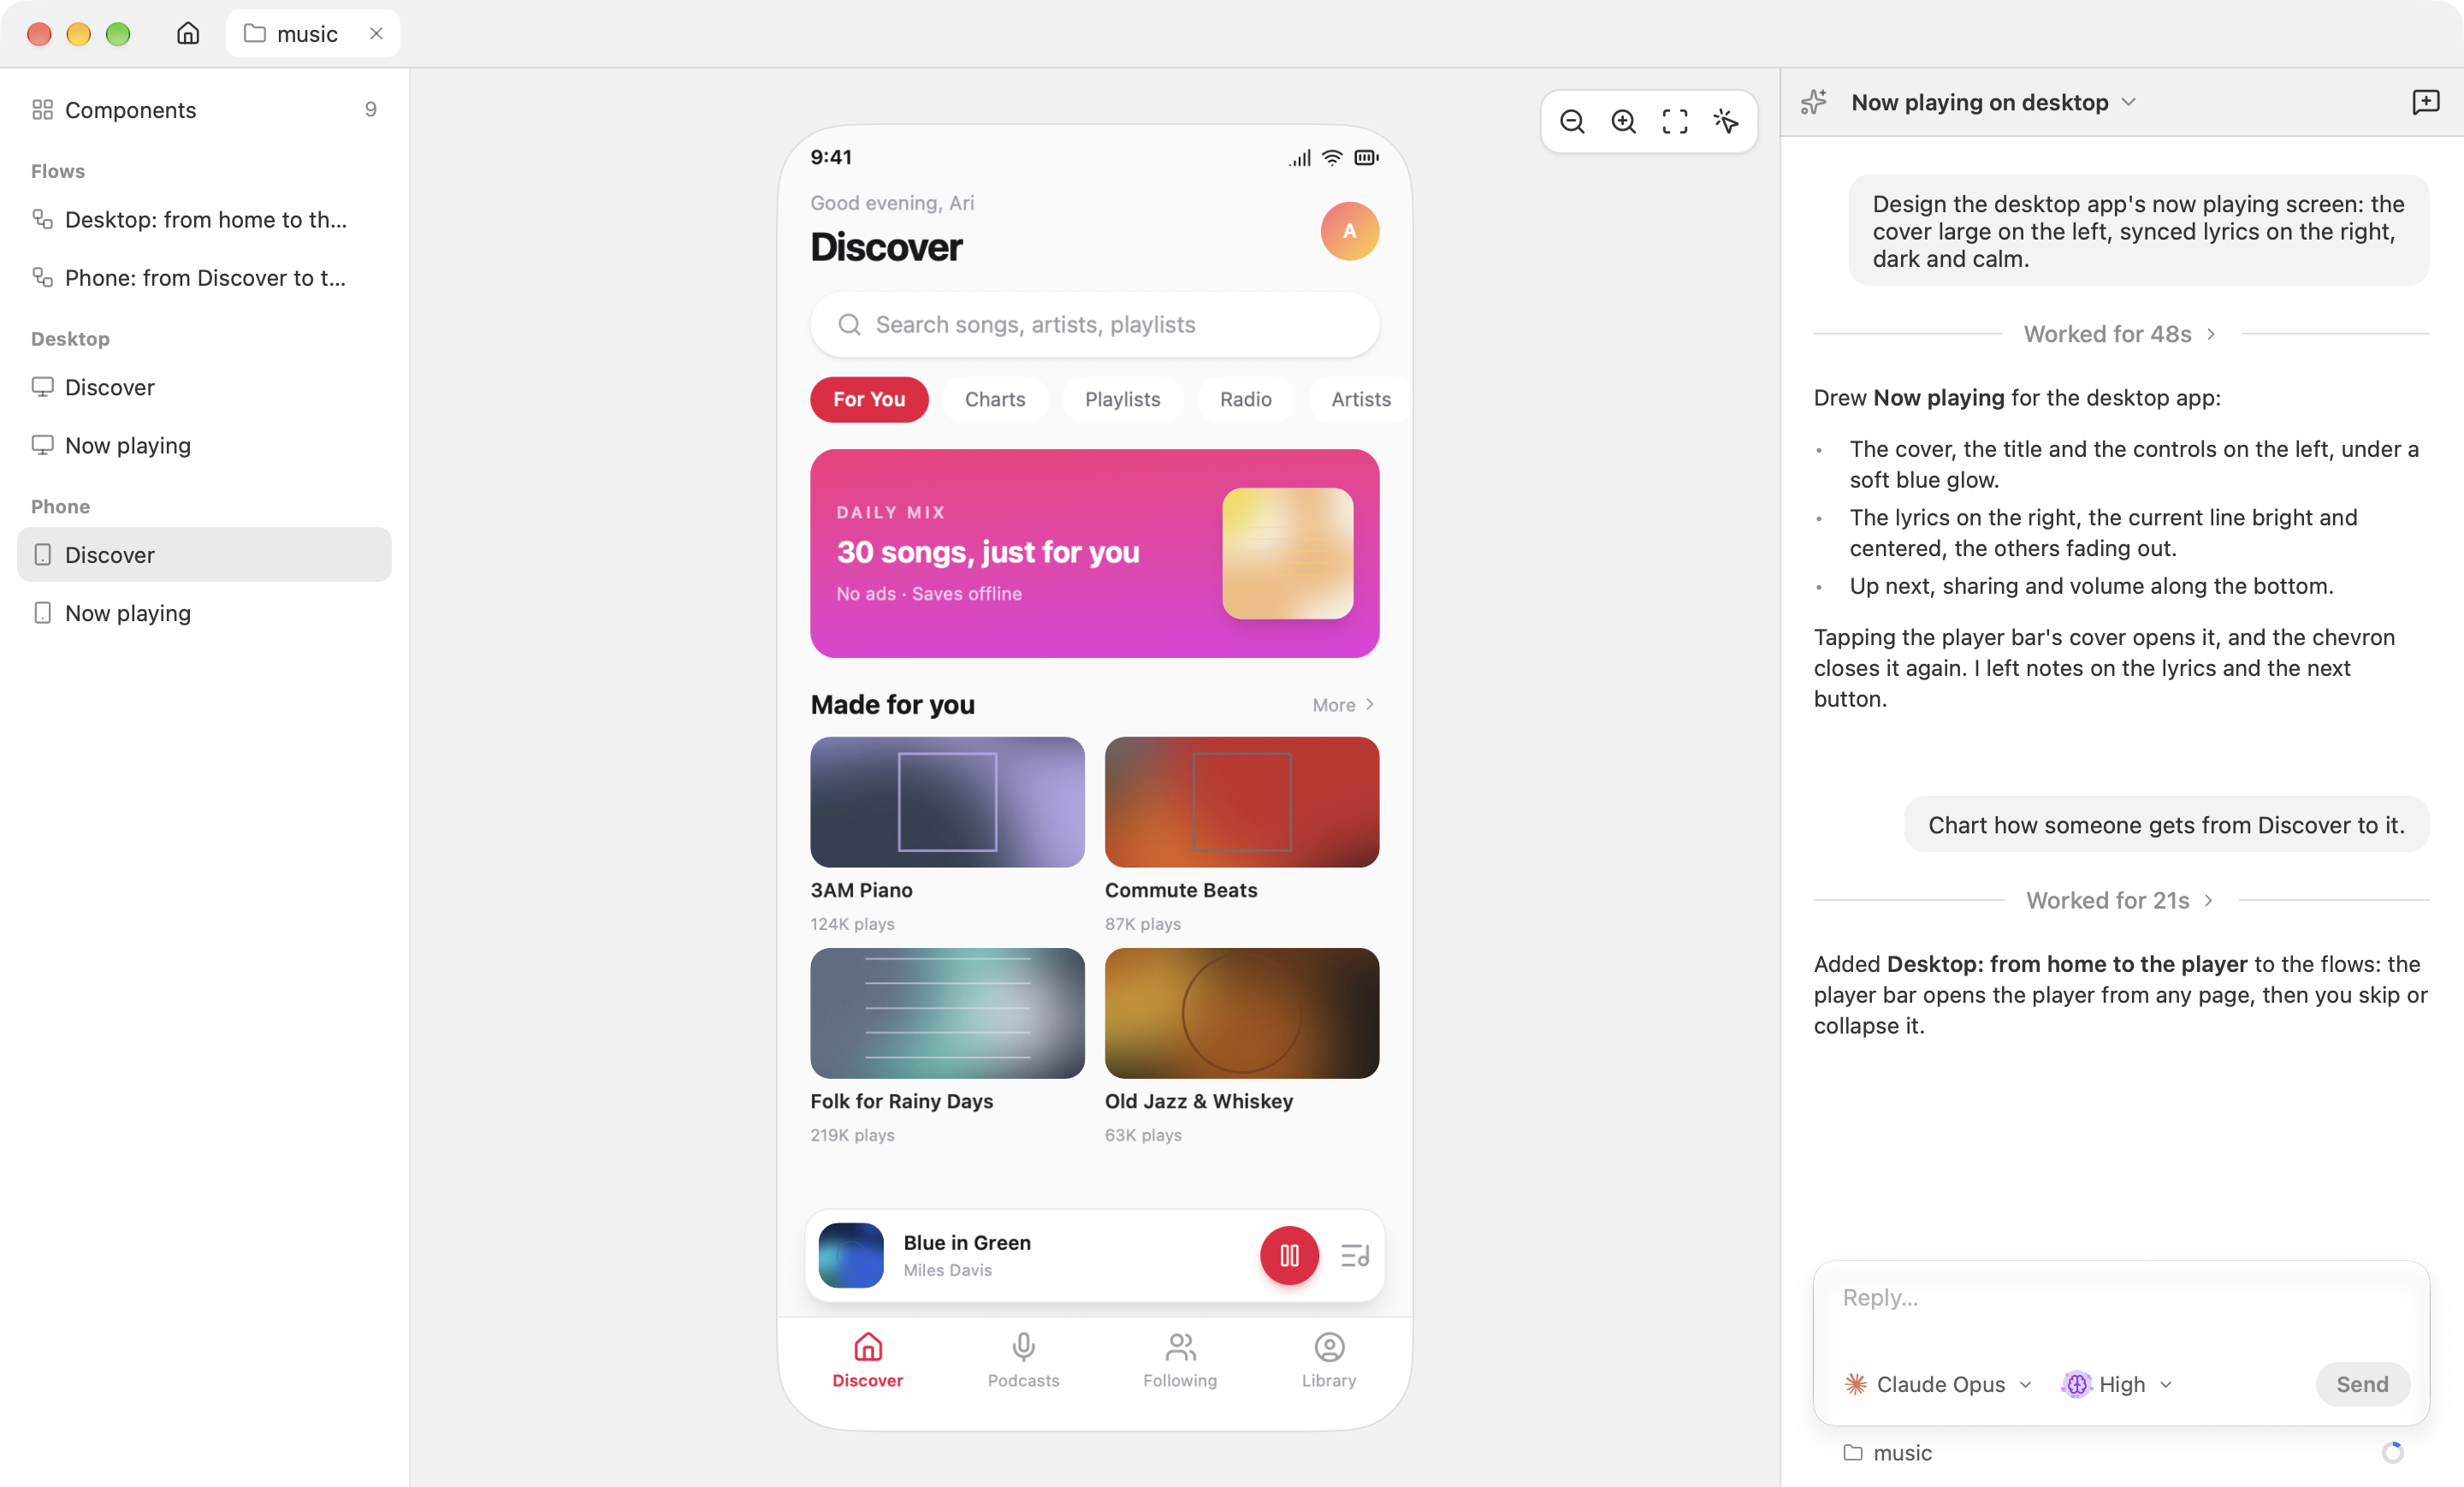 music
Components
9
Flows
Desktop: from home to th...
Phone: from Discover to t...
Desktop
Discover
Now playing
Phone
Discover
Now playing
9:41
Good evening, Ari
Discover
A
Search songs, artists, playlists
For You
Charts
Playlists
Radio
Artists
DAILY MIX
30 songs, just for you
No ads · Saves offline
Made for you
More
3AM Piano
124K plays
Commute Beats
87K plays
Folk for Rainy Days
219K plays
Old Jazz & Whiskey
63K plays
Blue in Green
Miles Davis
Discover
Podcasts
Following
Library
Now playing on desktop
Design the desktop app's now playing screen: the
cover large on the left, synced lyrics on the right,
dark and calm.
Worked for 48s
Drew Now playing for the desktop app:
• The cover, the title and the controls on the left, under a
soft blue glow.
• The lyrics on the right, the current line bright and
centered, the others fading out.
• Up next, sharing and volume along the bottom.
Tapping the player bar's cover opens it, and the chevron
closes it again. I left notes on the lyrics and the next
button.
Chart how someone gets from Discover to it.
Worked for 21s
Added Desktop: from home to the player to the flows: the
player bar opens the player from any page, then you skip or
collapse it.
Reply...
Claude Opus
High
Send
music